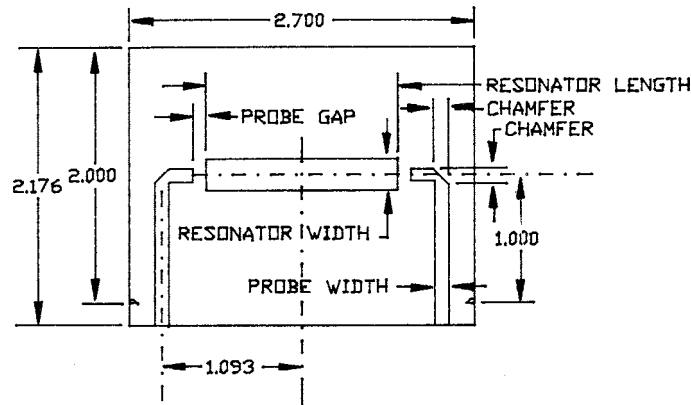 2.700
RESONATOR LENGTH
CHAMFER
PROBE GAP
CHAMFER
2.176
2.000
RESONATOR WIDTH
1.000
PROBE WIDTH
1.093